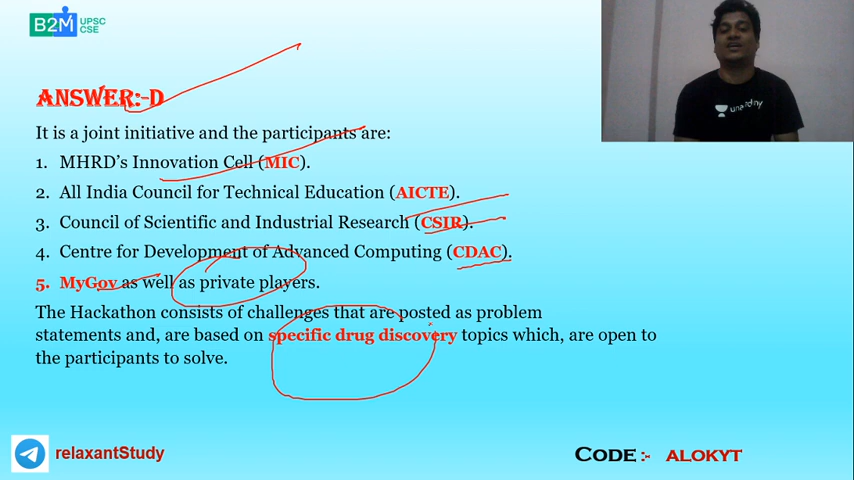 B2M UPSC
CSE
ANSWER:-D
It is a joint initiative and the participants are:
1. MHRD's Innovation Cell (MIC).
2. All India Council for Technical Education (AICTE).
3. Council of Scientific and Industrial Research (CSIR).
4. Centre for Development of Advanced Computing (CDAC).
5. MyGov as well as private players.
The Hackathon consists of challenges that are posted as problem
statements and, are based on specific drug discovery topics which, are open to
the participants to solve.
relaxantStudy
CODE :- ALOKYT